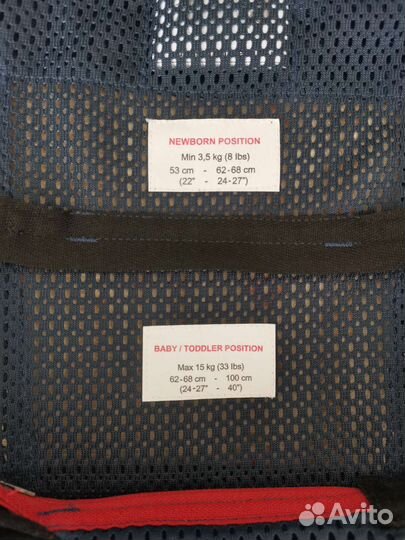 NEWBORN POSITION
Min 3,5 kg (8 lbs)
53 cm - 62-68 cm
(22" - 24-27")
BABY / TODDLER POSITION
Max 15 kg (33 lbs)
62-68 cm - 100 cm
(24-27" - 40")
Avito